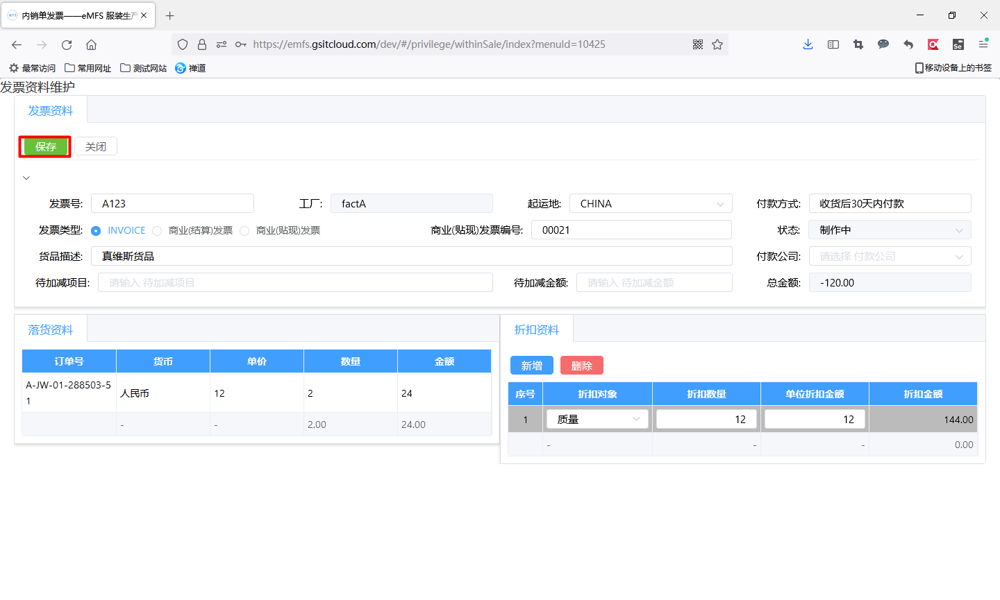 内销单发票——eMFS 服装生产
https://emfs.gsitcloud.com/dev/#/privilege/withinSale/index?menuId=10425
最常访问 常用网址 测试网站 禅道 移动设备上的书签
发票资料维护
发票资料
保存 关闭
发票号: A123 工厂: factA 起运地: CHINA 付款方式: 收货后30天内付款
发票类型: INVOICE 商业(结算)发票 商业(贴现)发票 商业(贴现)发票编号: 00021 状态: 制作中
货品描述: 真维斯货品 付款公司: 请选择 付款公司
待加减项目: 请输入 待加减项目 待加减金额: 请输入 待加减金额 总金额: -120.00
落货资料
订单号 货币 单价 数量 金额
A-JW-01-288503-5
1 人民币 12 2 24
- - 2.00 24.00
折扣资料
新增 删除
序号 折扣对象 折扣数量 单位折扣金额 折扣金额
1 质量 12 12 144.00
- - - 0.00